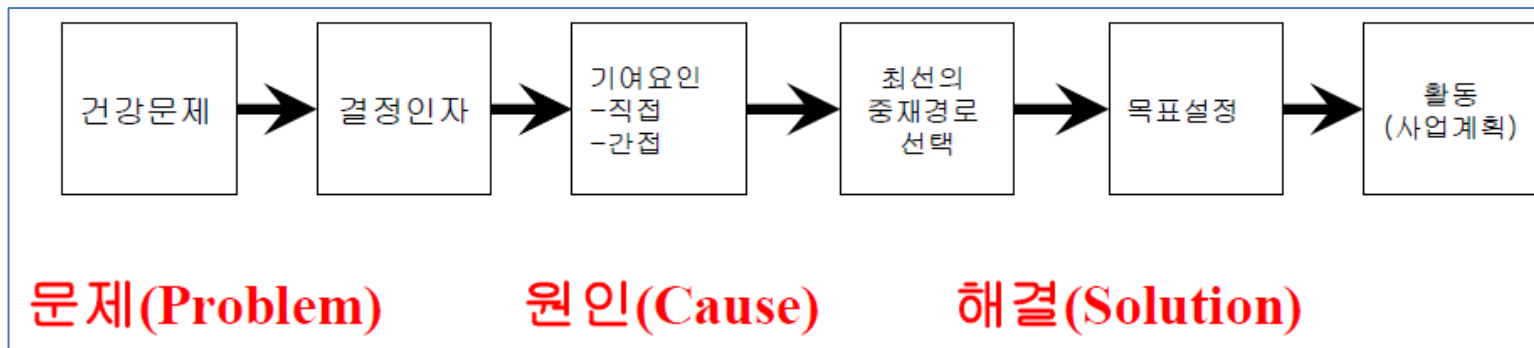 건강문제
결정인자
기여요인
-직접
-간접
최선의
중재경로
선택
목표설정
활동
(사업계획)
문제(Problem)
원인(Cause)
해결(Solution)